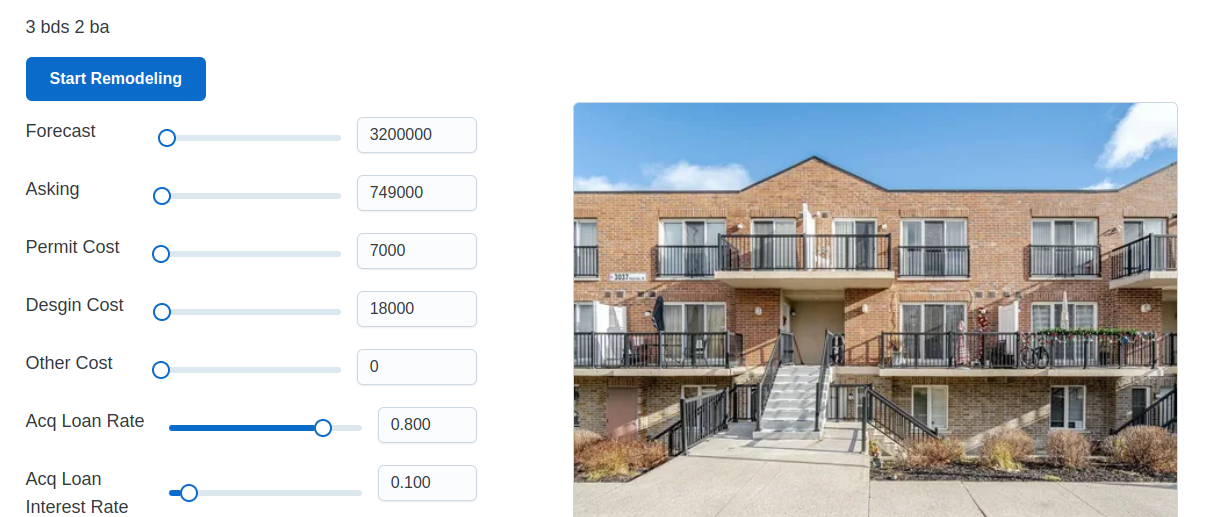 3 bds 2 ba
Start Remodeling
Forecast 3200000
Asking 749000
Permit Cost 7000
Desgin Cost 18000
Other Cost 0
Acq Loan Rate 0.800
Acq Loan
Interest Rate 0.100
3037